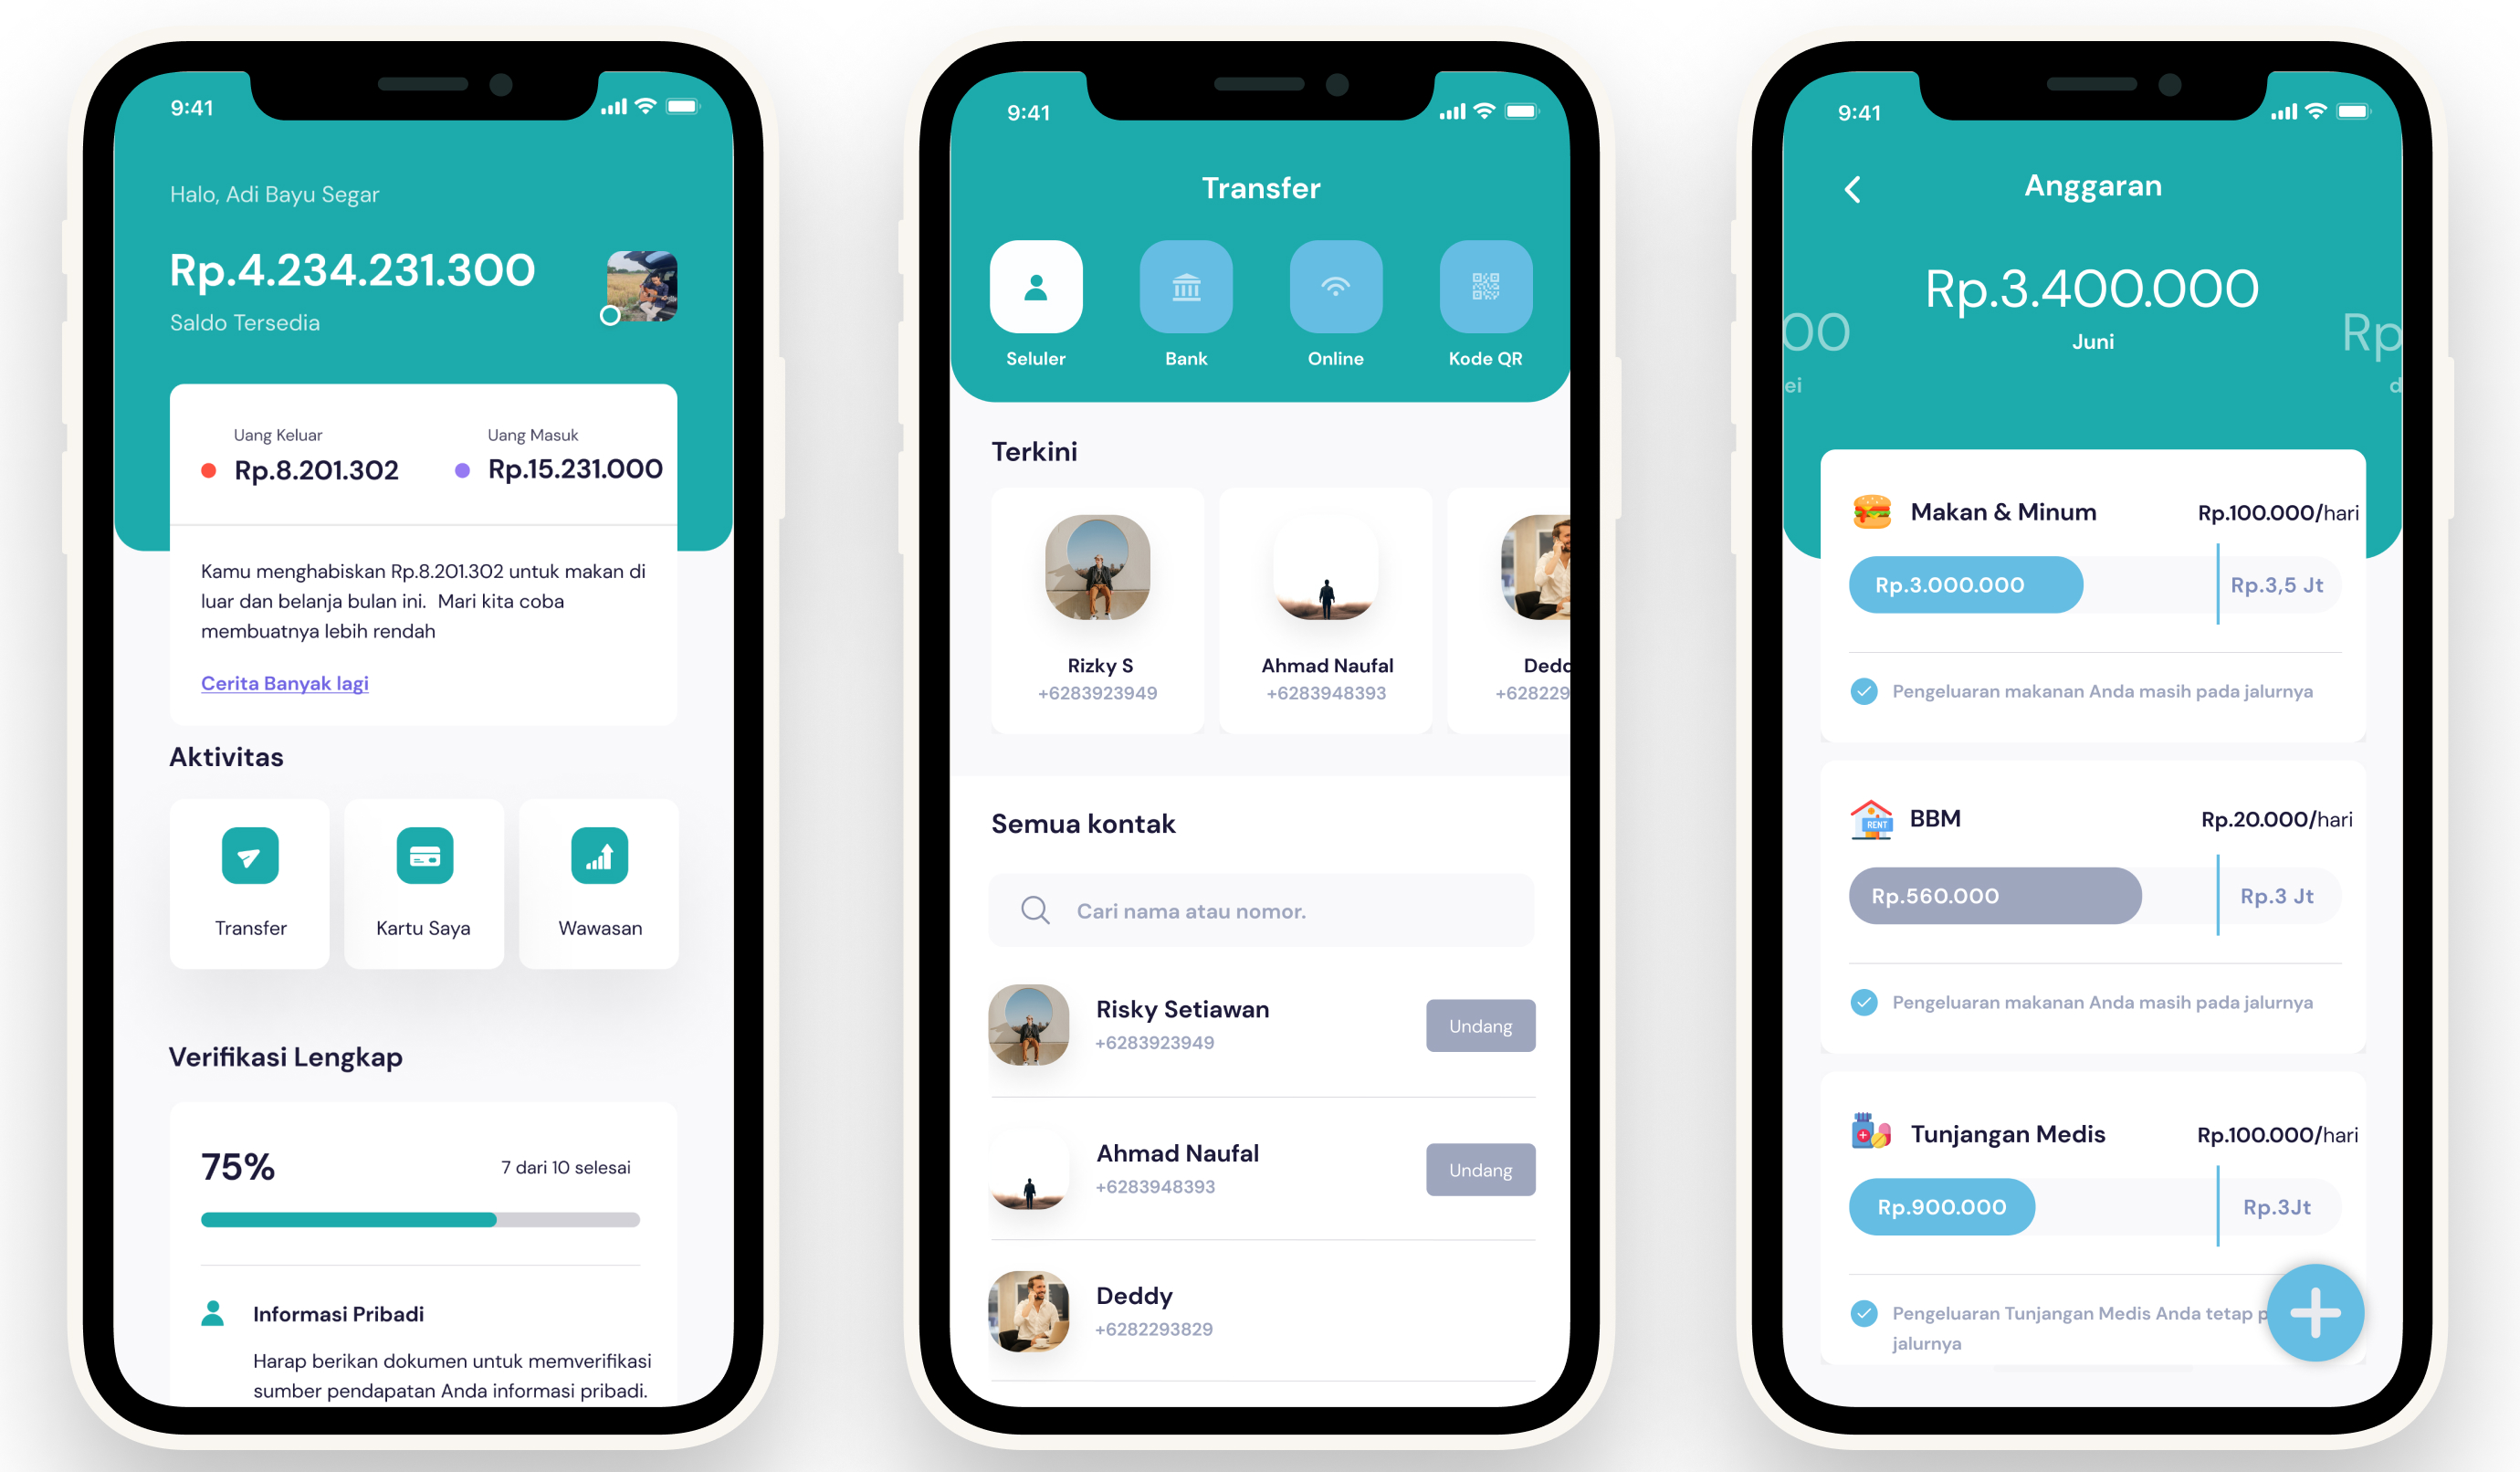 9:41
Halo, Adi Bayu Segar
Rp.4.234.231.300
Saldo Tersedia
Uang Keluar
Rp.8.201.302
Uang Masuk
Rp.15.231.000
Kamu menghabiskan Rp.8.201.302 untuk makan di
luar dan belanja bulan ini. Mari kita coba
membuatnya lebih rendah
Cerita Banyak lagi
Aktivitas
Transfer
Kartu Saya
Wawasan
Verifikasi Lengkap
75%
7 dari 10 selesai
Informasi Pribadi
Harap berikan dokumen untuk memverifikasi
sumber pendapatan Anda informasi pribadi.
9:41
Transfer
Seluler
Bank
Online
Kode QR
Terkini
Rizky S
+6283923949
Ahmad Naufal
+6283948393
Dedd
+628229
Semua kontak
Cari nama atau nomor.
Risky Setiawan
+6283923949
Undang
Ahmad Naufal
+6283948393
Undang
Deddy
+6282293829
9:41
Anggaran
Rp.3.400.000
Juni
00
ei
Rp
d
Makan & Minum
Rp.100.000/hari
Rp.3.000.000
Rp.3,5 Jt
Pengeluaran makanan Anda masih pada jalurnya
RENT
BBM
Rp.20.000/hari
Rp.560.000
Rp.3 Jt
Pengeluaran makanan Anda masih pada jalurnya
Tunjangan Medis
Rp.100.000/hari
Rp.900.000
Rp.3Jt
Pengeluaran Tunjangan Medis Anda tetap p
jalurnya